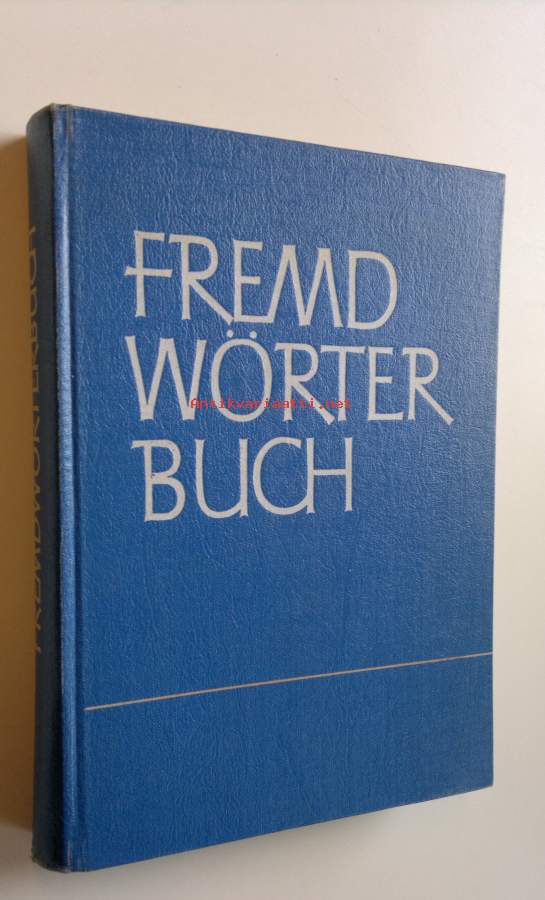 FREMD
WÖRTER
Antikvariaatti.net
BUCH
FREMDWÖRTERBUCH